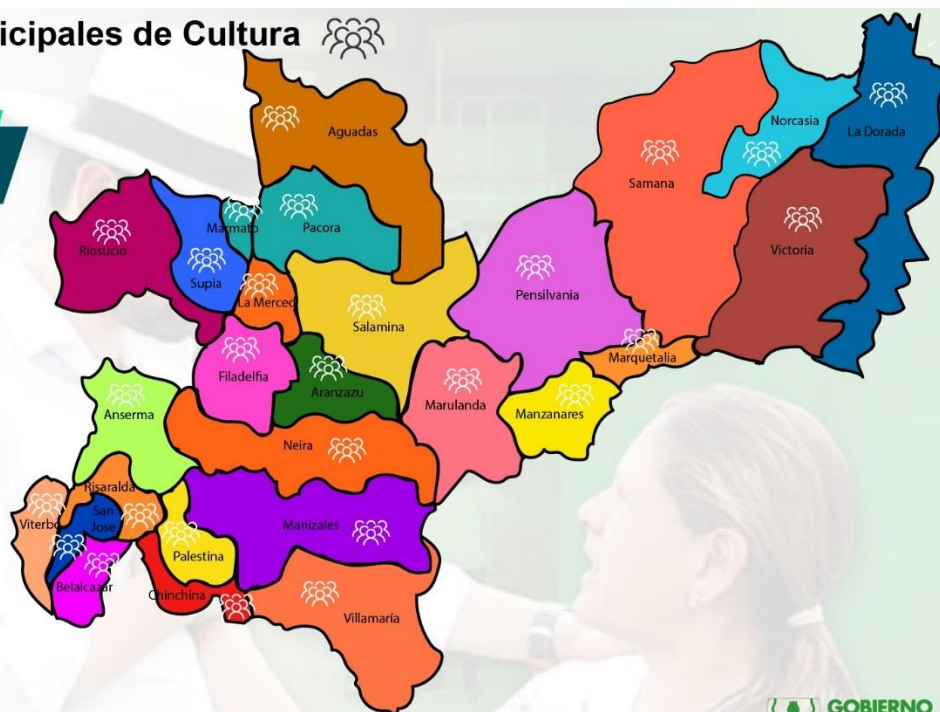 icipales de Cultura
Aguadas
Norcasia
La Dorada
Samana
Marmato
Pacora
Riosucio
Victoria
Supia
Pensilvania
La Merced
Salamina
Marquetalia
Filadelfia
Aranzazu
Marulanda
Manzanares
Anserma
Neira
Risaralda
San
Jose
Viterbo
Manizales
Palestina
Belalcazar
Chinchina
Villamaría
GOBIERNO